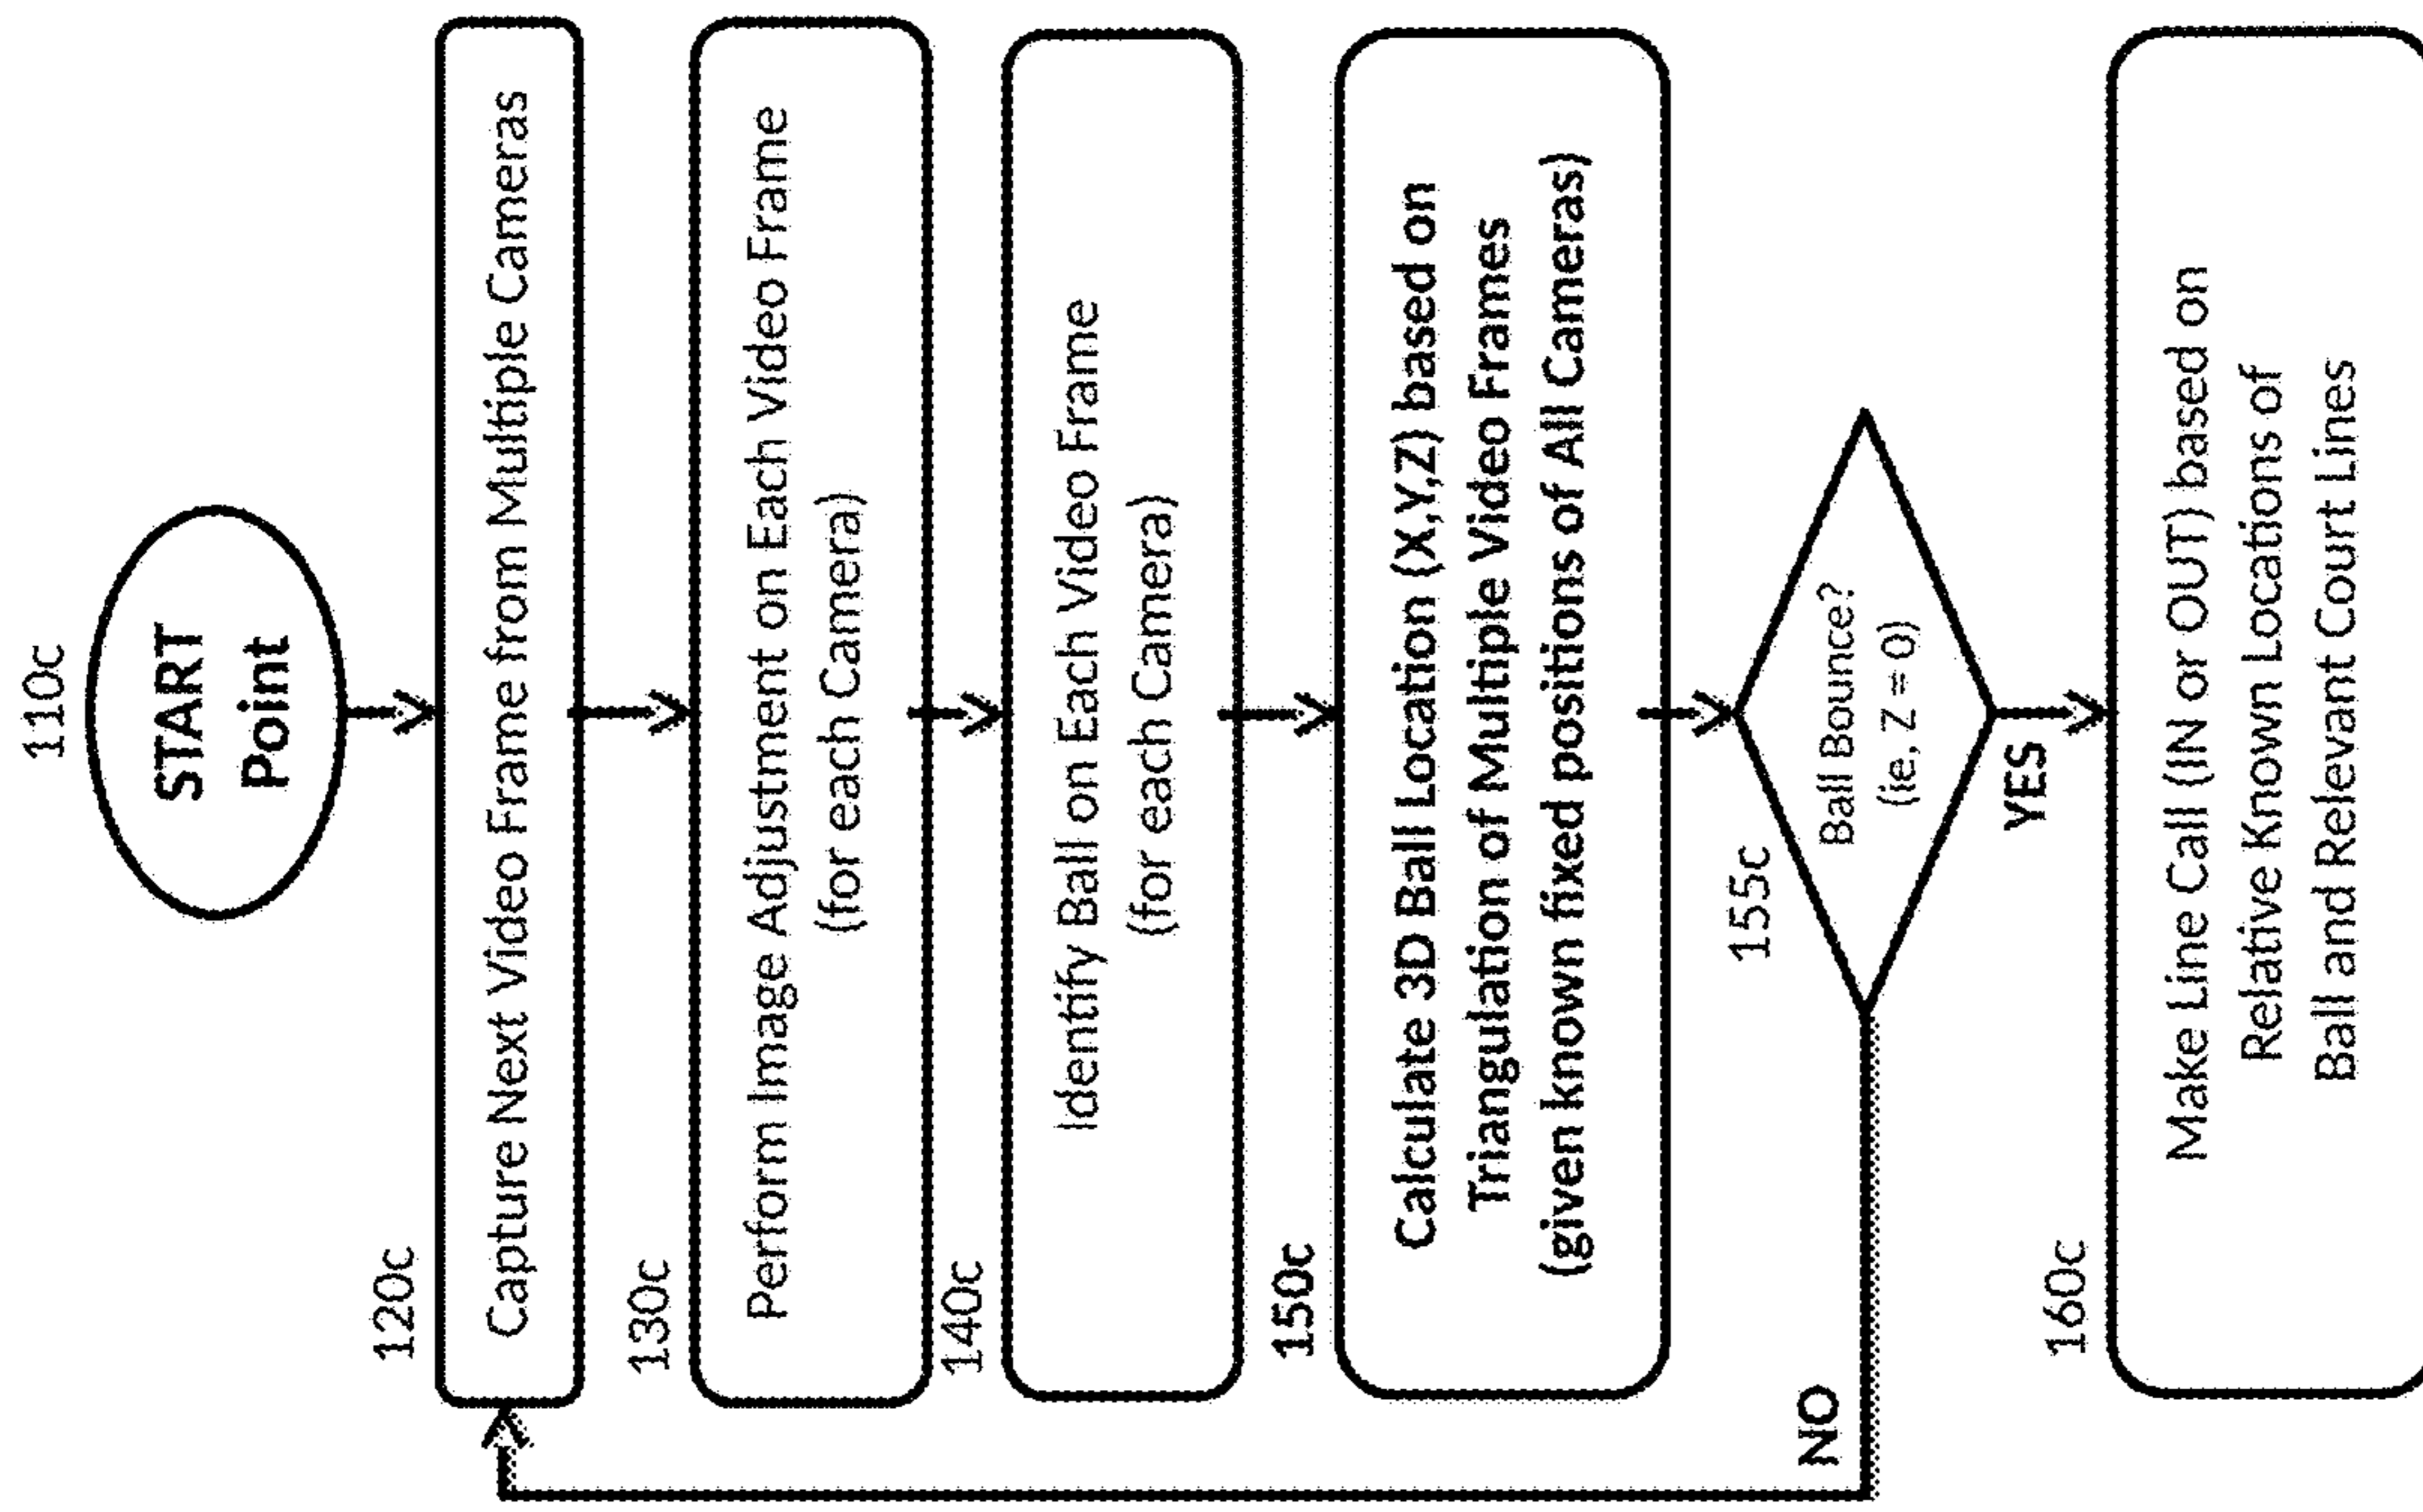 110c
START
Point
120c
Capture Next Video Frame from Multiple Cameras
130c
Perform Image Adjustment on Each Video Frame
(for each Camera)
140c
Identify Ball on Each Video Frame
(for each Camera)
150c
Calculate 3D Ball Location (X,Y,Z) based on
Triangulation of Multiple Video Frames
(given known fixed positions of All Cameras)
155c
Ball Bounce?
(ie, Z = 0)
NO
YES
160c
Make Line Call (IN or OUT) based on
Relative Known Locations of
Ball and Relevant Court Lines